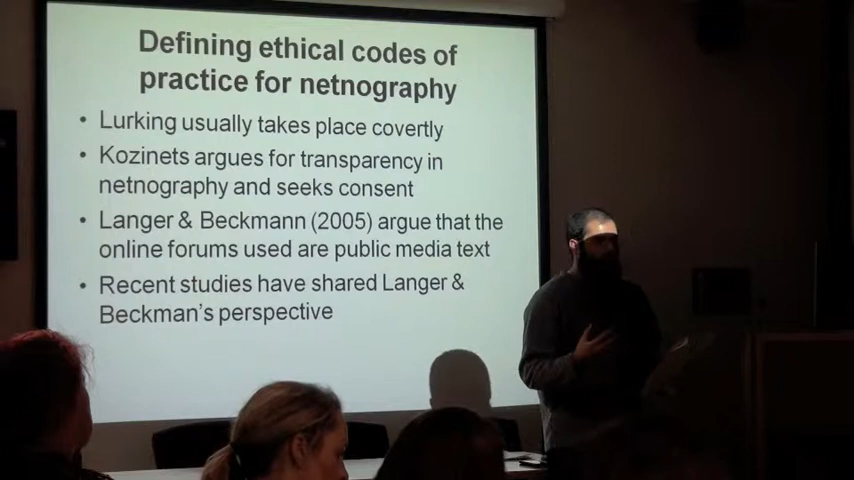 Defining ethical codes of
practice for netnography
• Lurking usually takes place covertly
• Kozinets argues for transparency in
netnography and seeks consent
• Langer & Beckmann (2005) argue that the
online forums used are public media text
• Recent studies have shared Langer &
Beckman's perspective